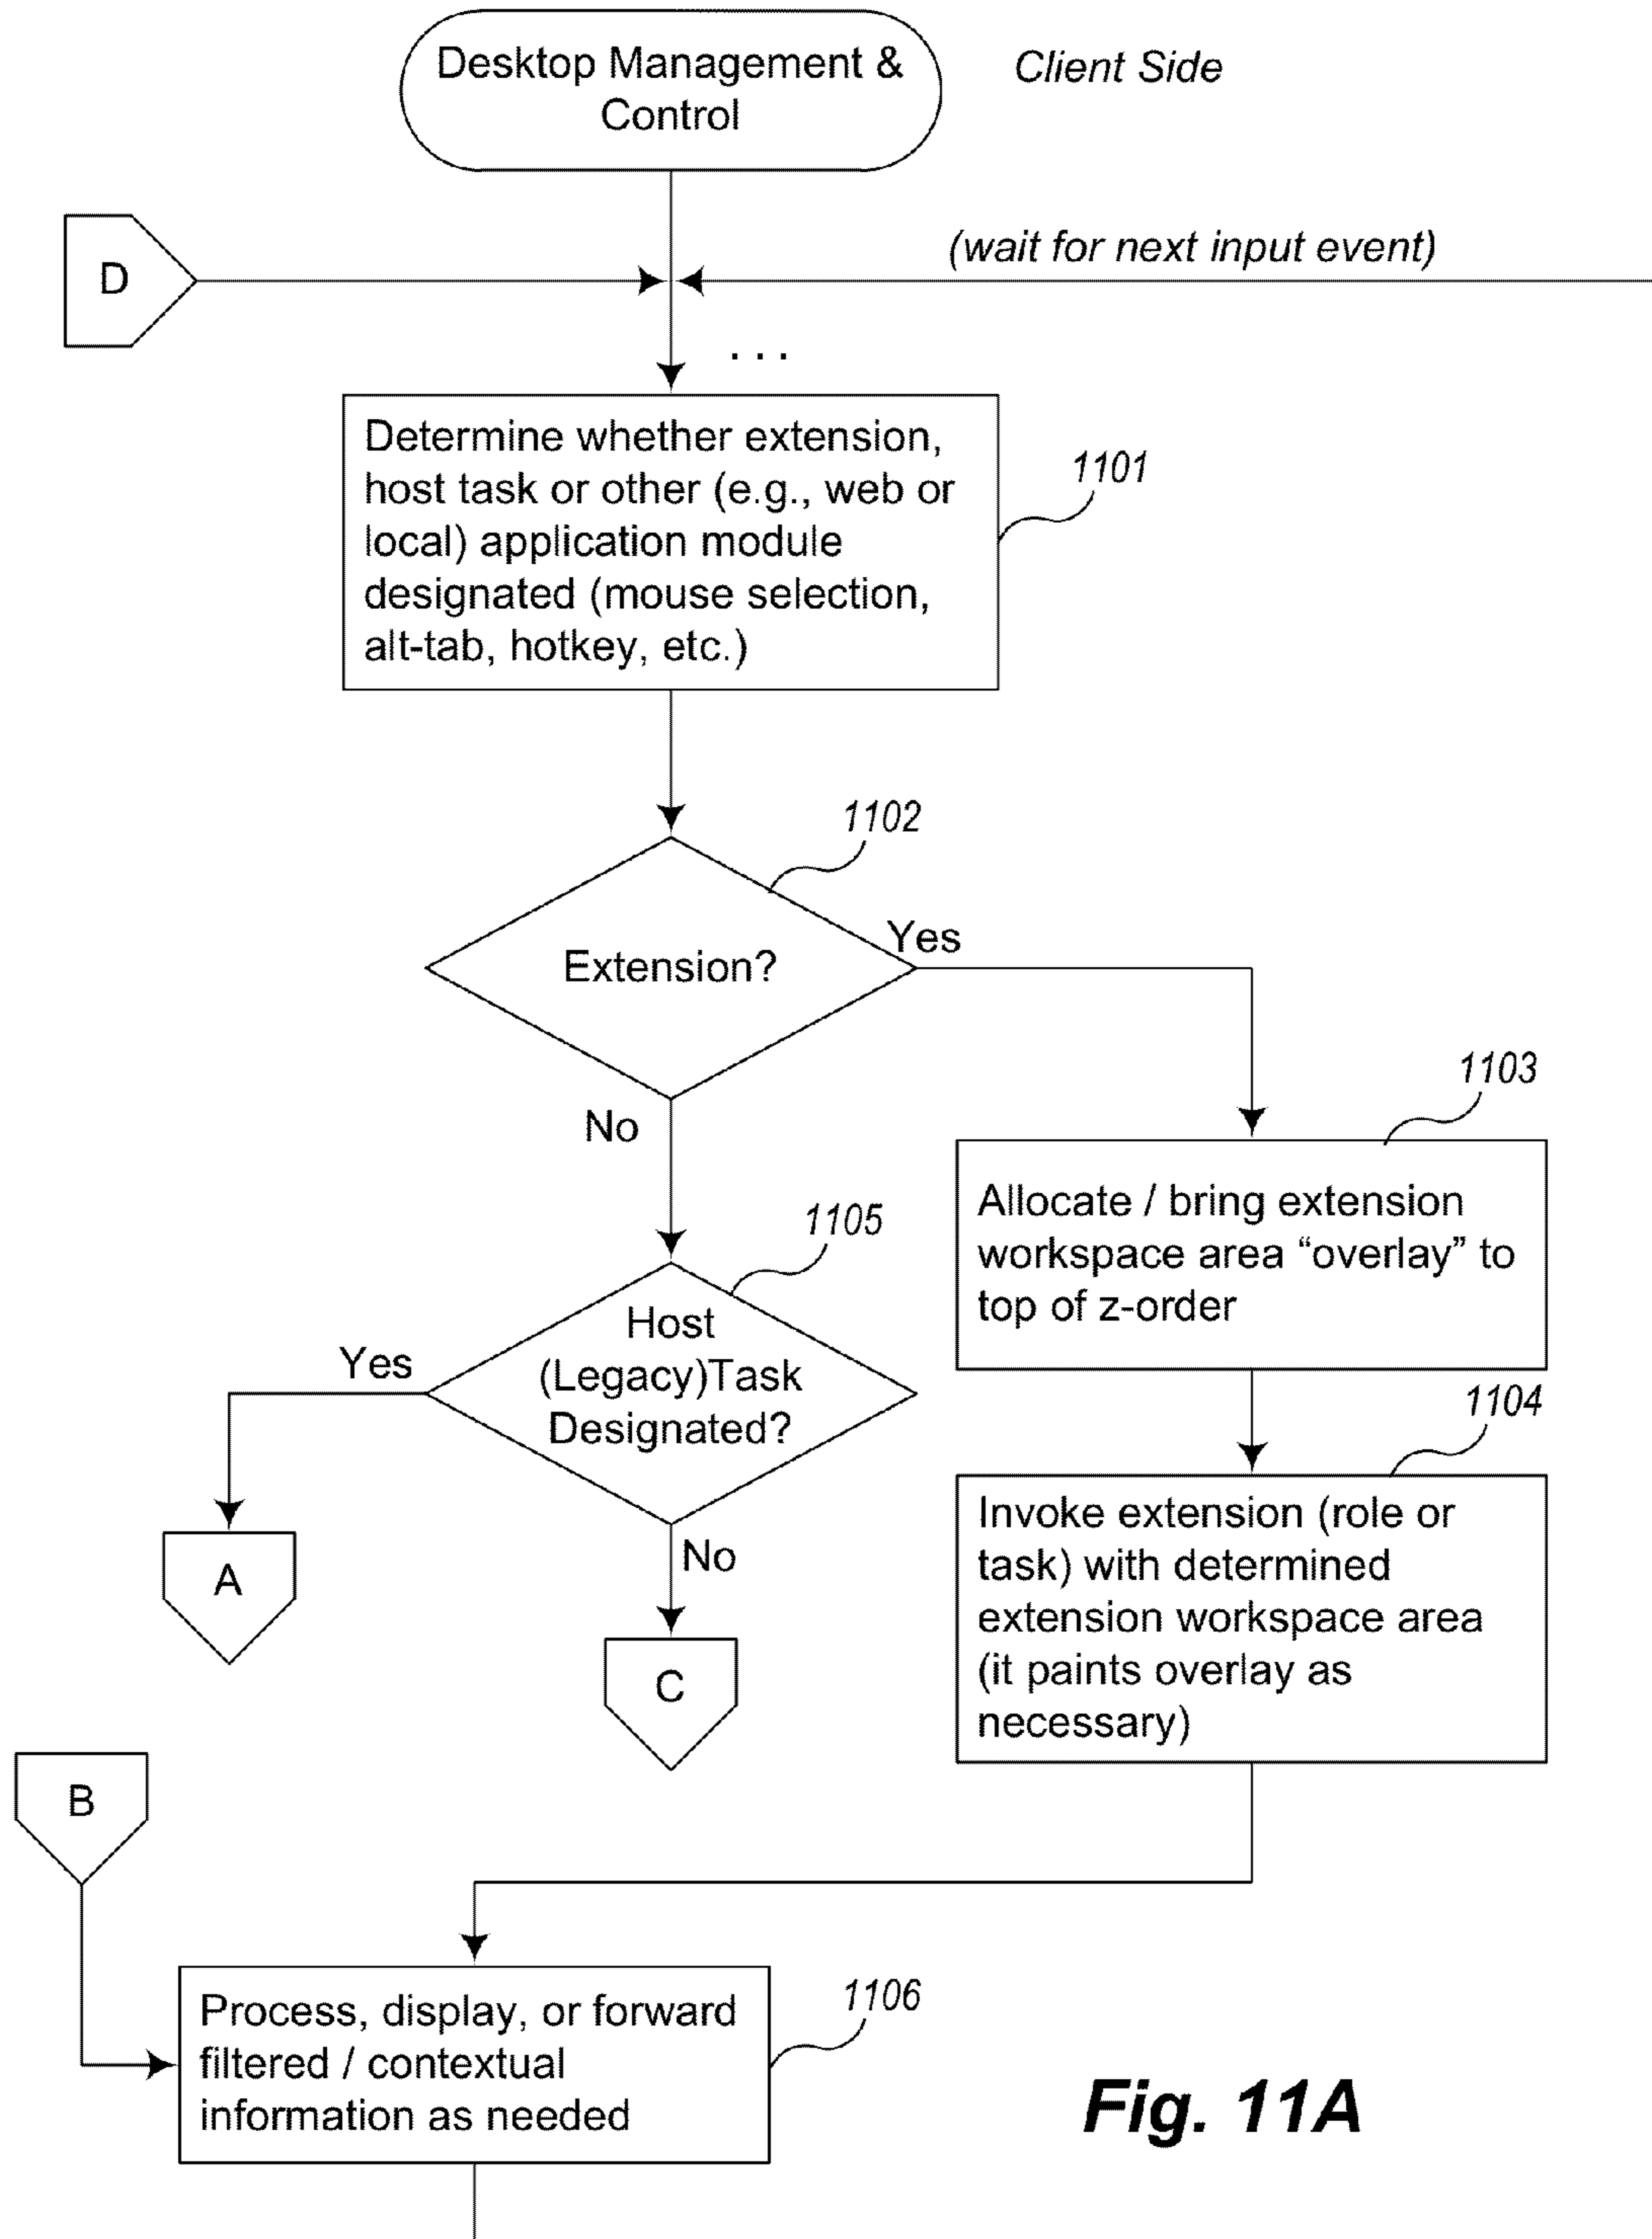 Desktop Management &
Control
Client Side
D
(wait for next input event)
. . .
Determine whether extension,
host task or other (e.g., web or
local) application module
designated (mouse selection,
alt-tab, hotkey, etc.)
1101
1102
Extension?
Yes
No
1103
Allocate / bring extension
workspace area “overlay” to
top of z-order
1105
Host
(Legacy)Task
Designated?
Yes
No
A
C
1104
Invoke extension (role or
task) with determined
extension workspace area
(it paints overlay as
necessary)
B
Process, display, or forward
filtered / contextual
information as needed
1106
Fig. 11A